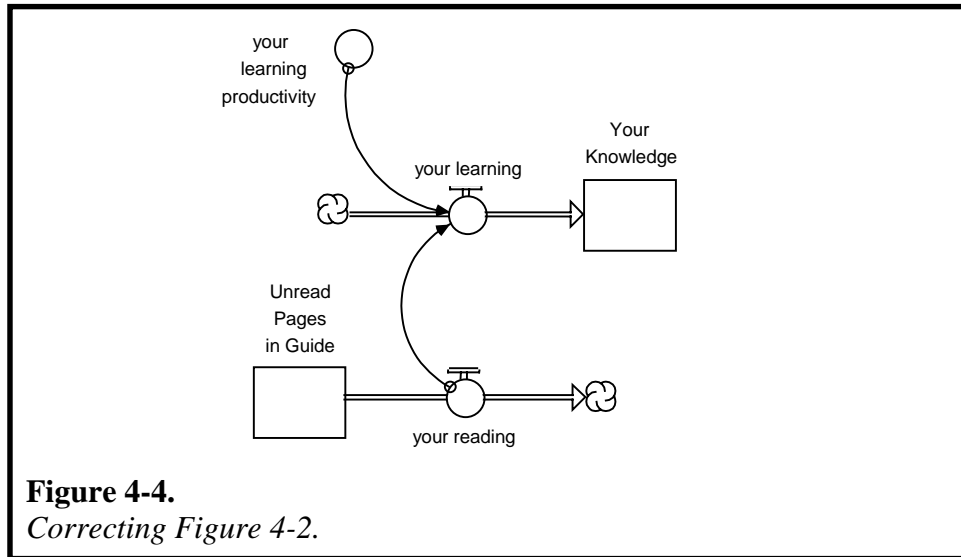 your
learning
productivity
Your
Knowledge
your learning
Unread
Pages
in Guide
your reading
Figure 4-4.
Correcting Figure 4-2.